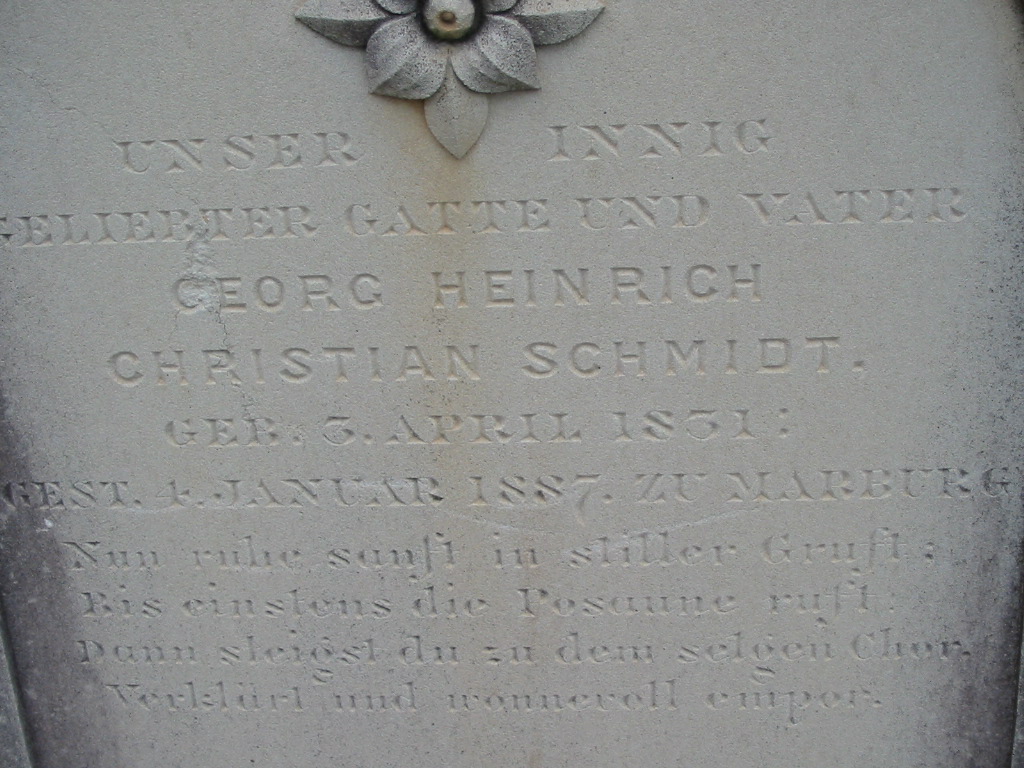 UNSER INNIG
GELIEBTER GATTE UND VATER
GEORG HEINRICH
CHRISTIAN SCHMIDT.
GEB. 3. APRIL 1831:
GEST. 4. JANUAR 1887. ZU MARBURG
Nun ruhe sanft in stiller Gruft:
Bis einstens die Posaune ruft.
Dann steigst du zu dem selgen Chor,
Verklärt und wonnevoll empor.